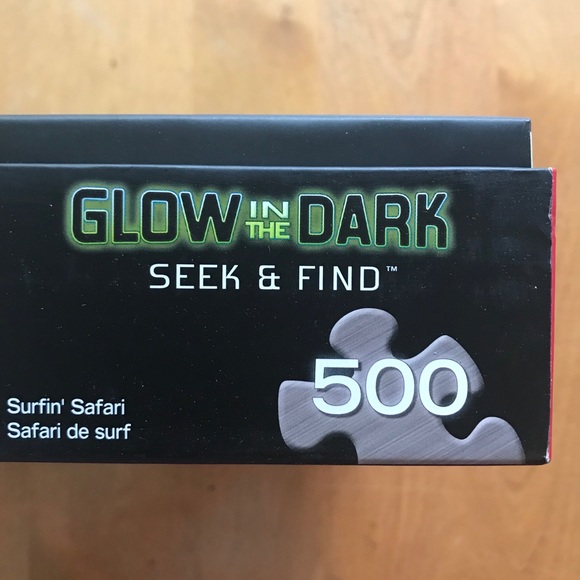 GLOW IN THE DARK
SEEK & FIND™
500
Surfin' Safari
Safari de surf